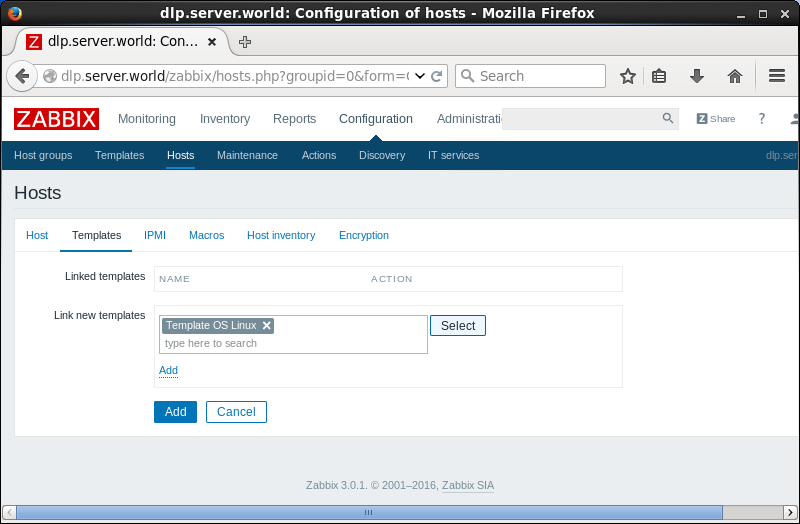 dlp.server.world: Configuration of hosts - Mozilla Firefox
Z dlp.server.world: Con...
dlp.server.world/zabbix/hosts.php?groupid=0&form= Search
ZABBIX Monitoring Inventory Reports Configuration Administrati Z Share ?
Host groups Templates Hosts Maintenance Actions Discovery IT services dlp.ser
Hosts
Host Templates IPMI Macros Host inventory Encryption
Linked templates NAME ACTION
Link new templates
Template OS Linux Select
type here to search
Add
Add Cancel
Zabbix 3.0.1. © 2001–2016, Zabbix SIA